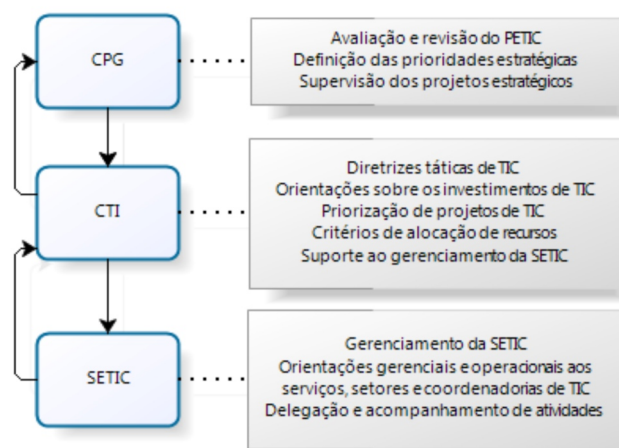 CPG
Avaliação e revisão do PETIC
Definição das prioridades estratégicas
Supervisão dos projetos estratégicos
CTI
Diretrizes táticas de TIC
Orientações sobre os investimentos de TIC
Priorização de projetos de TIC
Critérios de alocação de recursos
Suporte ao gerenciamento da SETIC
SETIC
Gerenciamento da SETIC
Orientações gerenciais e operacionais aos
serviços, setores e coordenadorias de TIC
Delegação e acompanhamento de atividades